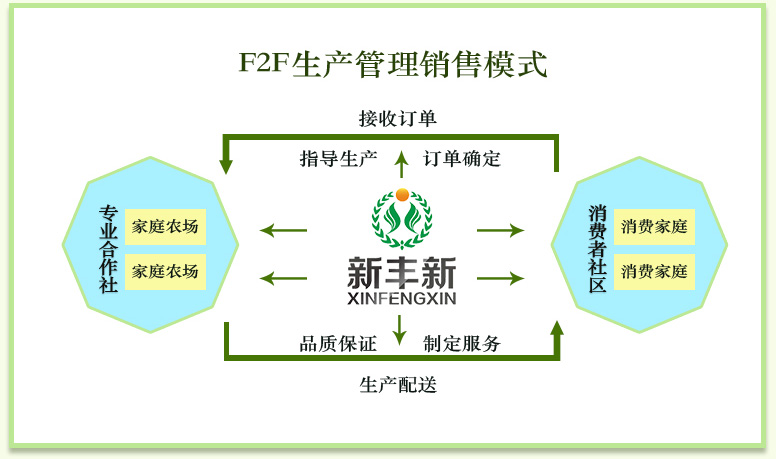 F2F生产管理销售模式
接收订单
指导生产
订单确定
专业合作社
家庭农场
家庭农场
新丰新
XINFENGXIN
消费者社区
消费家庭
消费家庭
品质保证
制定服务
生产配送